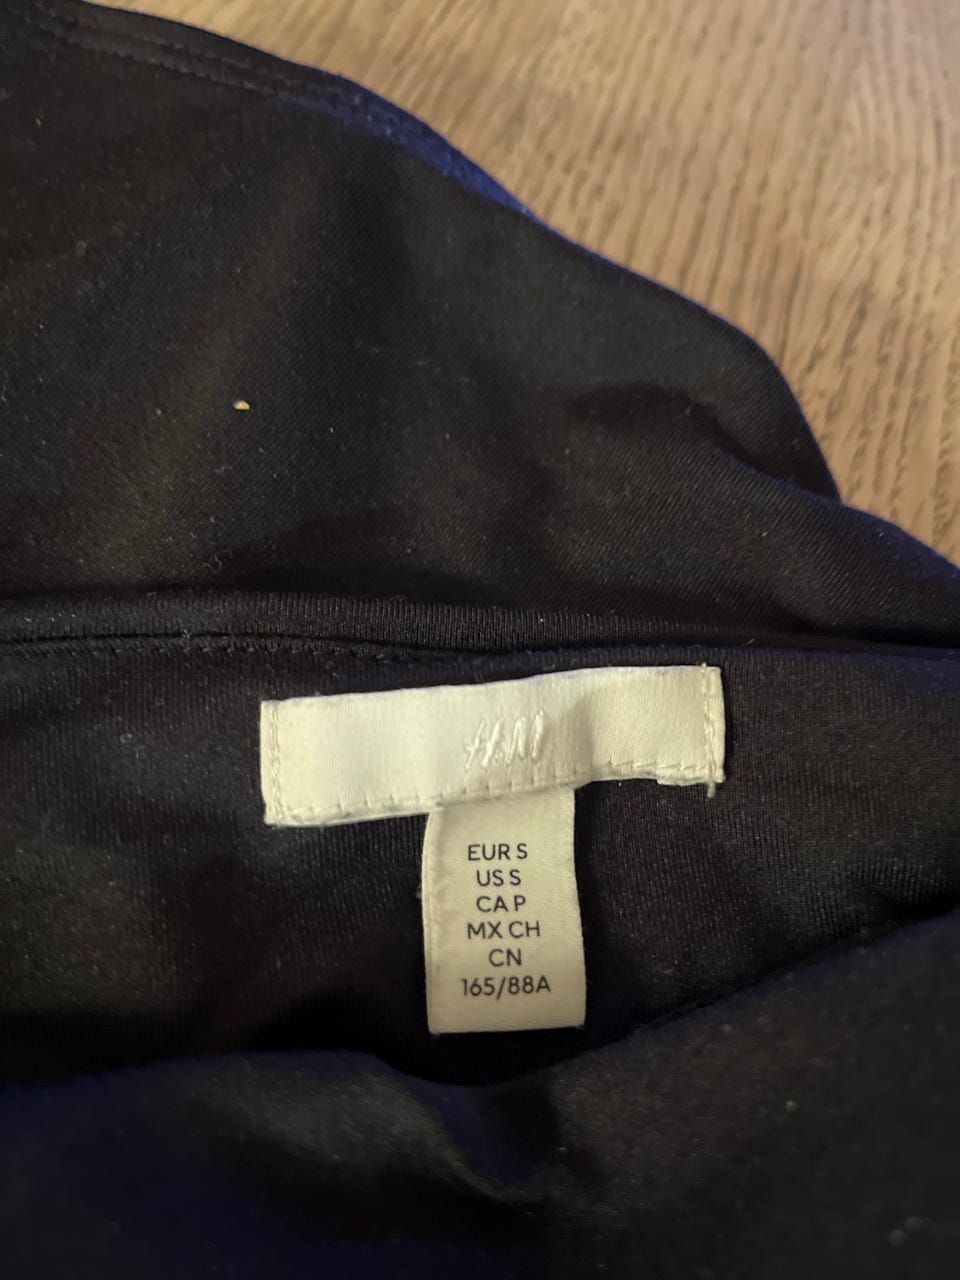 H&M
EUR S
US S
CA P
MX CH
CN
165/88A